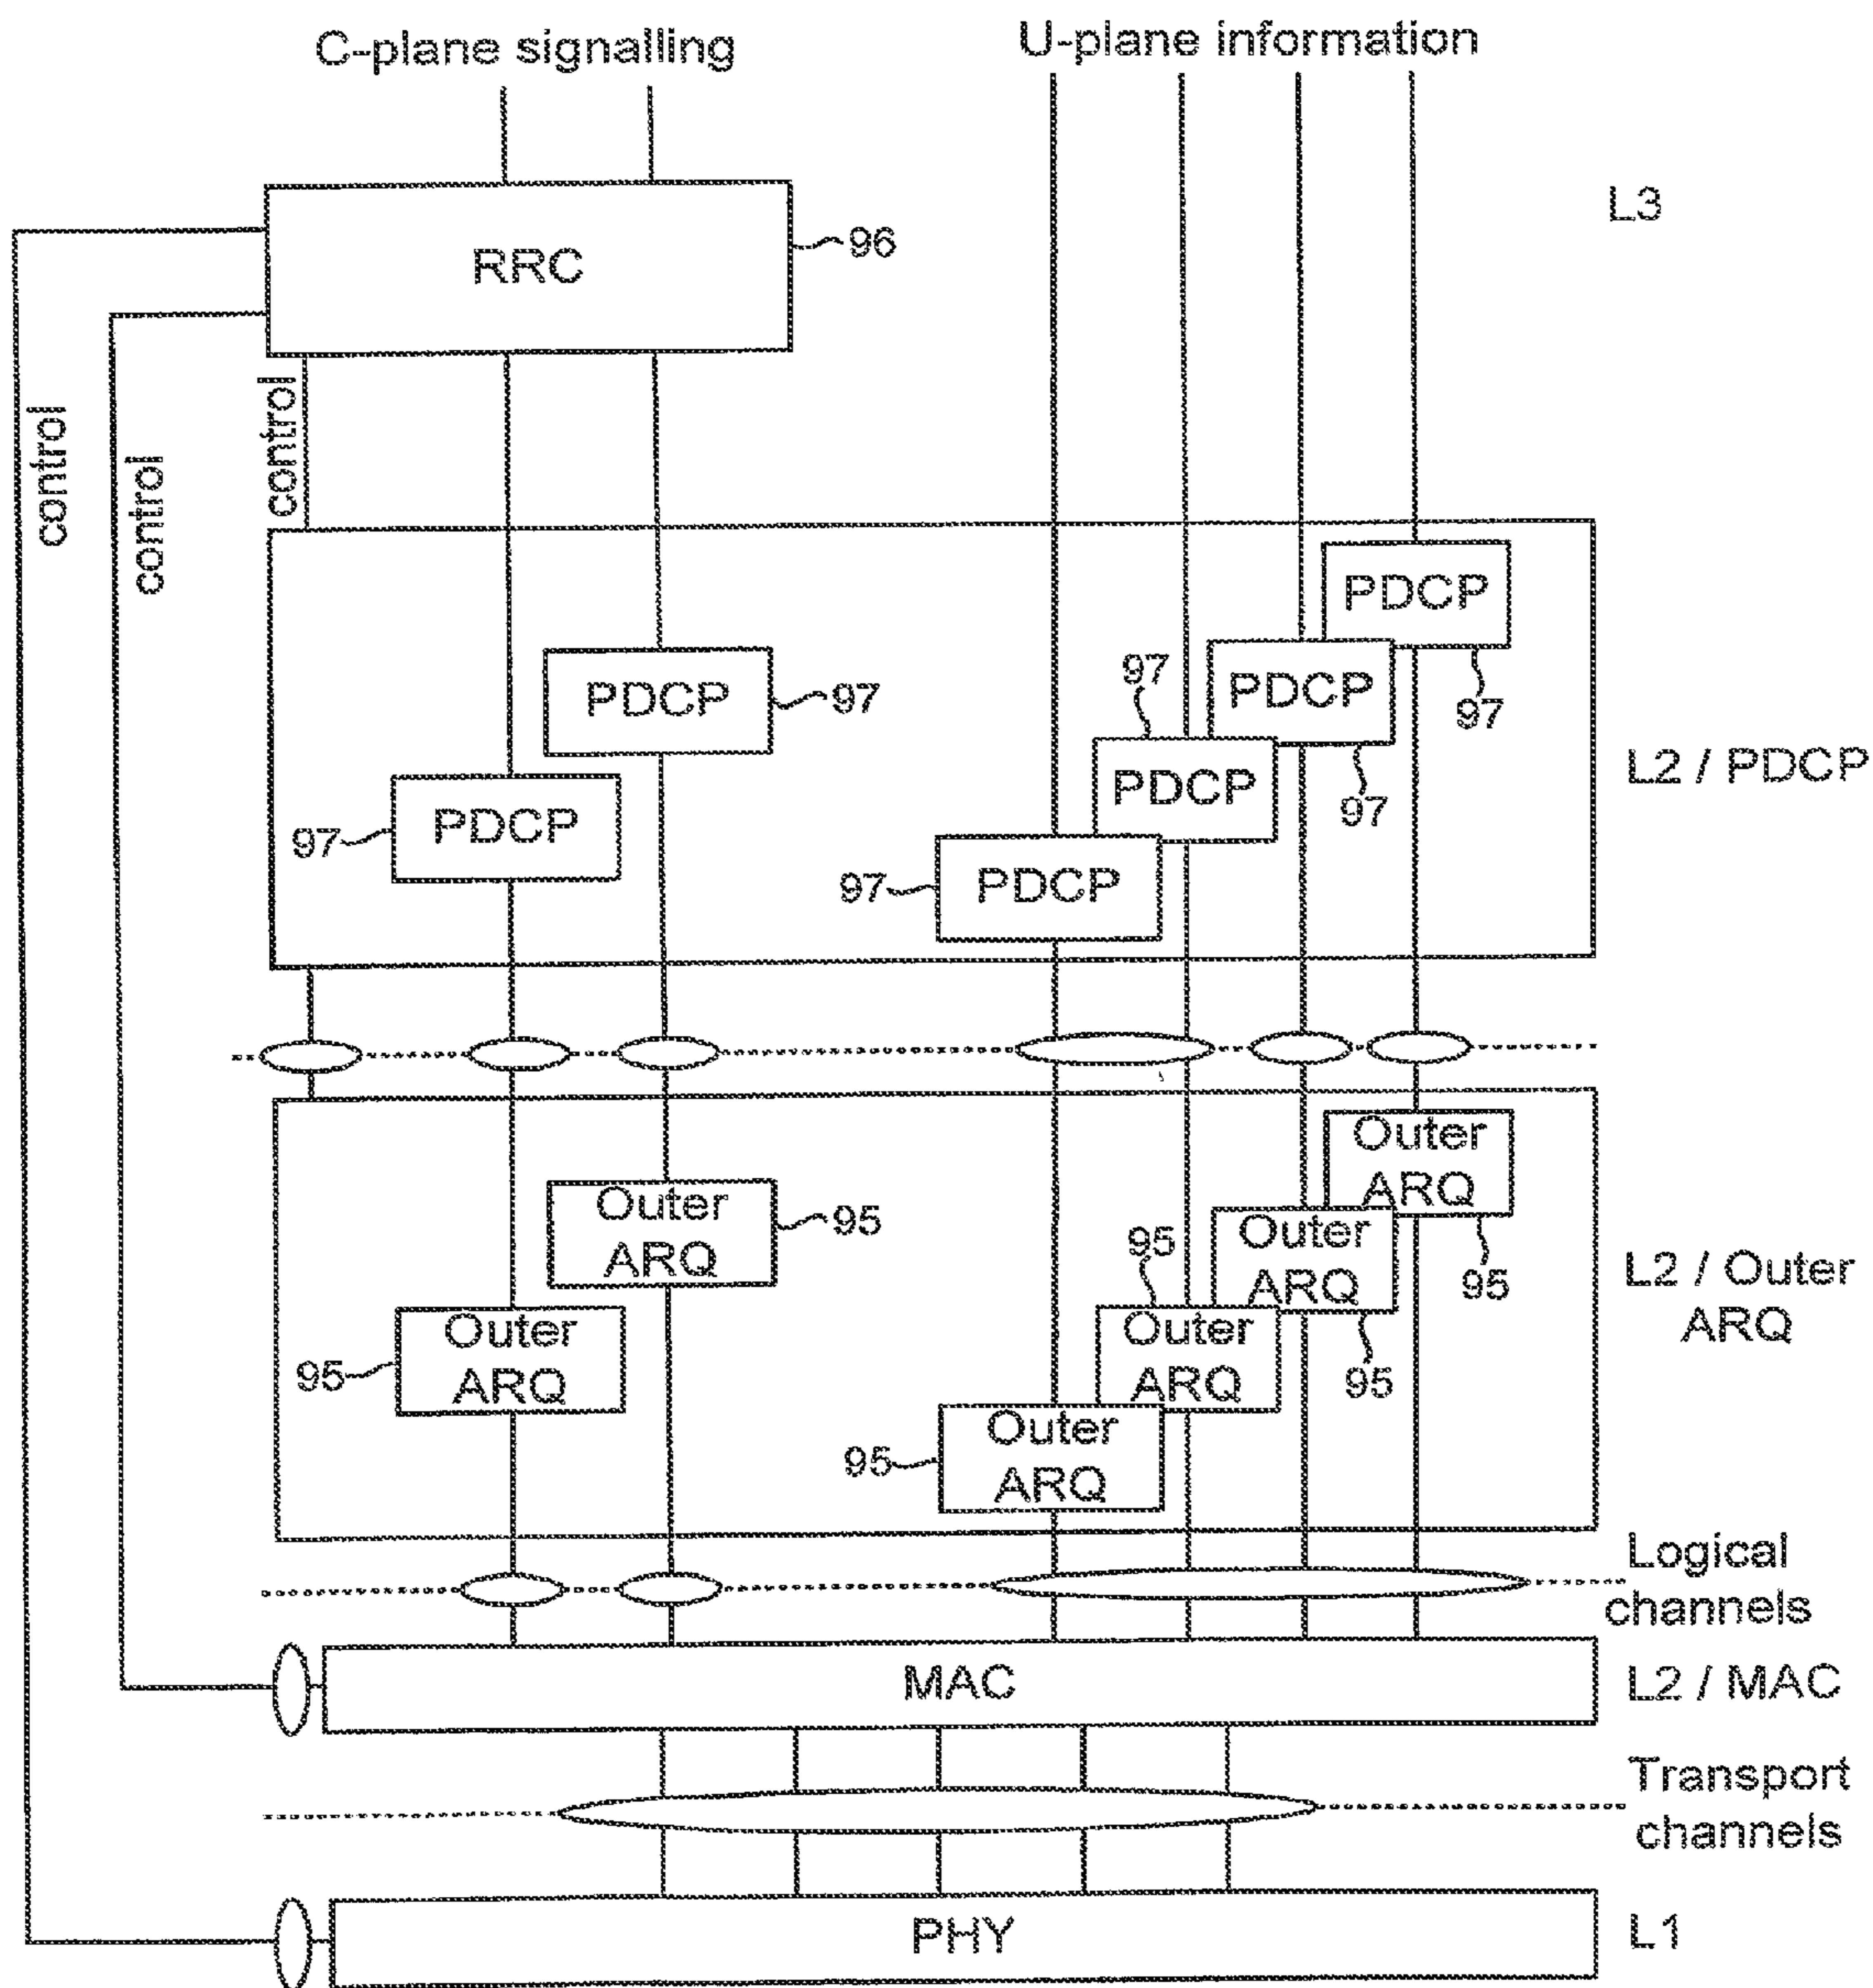 C-plane signalling
U-plane information
L3
RRC
96
control
control
control
PDCP
97
PDCP
97
97
PDCP
97
PDCP
L2 / PDCP
97
PDCP
97
PDCP
97
Outer
ARQ
95
Outer
ARQ
95
95
Outer
ARQ
95
Outer
ARQ
L2 / Outer
ARQ
95
Outer
ARQ
95
Outer
ARQ
95
Logical
channels
MAC
L2 / MAC
Transport
channels
PHY
L1